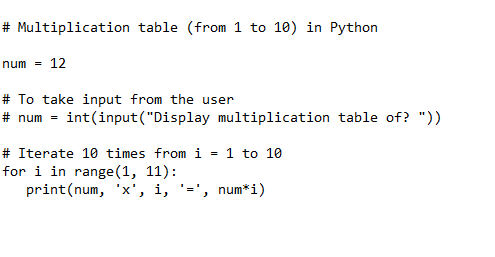 # Multiplication table (from 1 to 10) in Python
num = 12
# To take input from the user
# num = int(input("Display multiplication table of? "))
# Iterate 10 times from i = 1 to 10
for i in range(1, 11):
   print(num, 'x', i, '=', num*i)